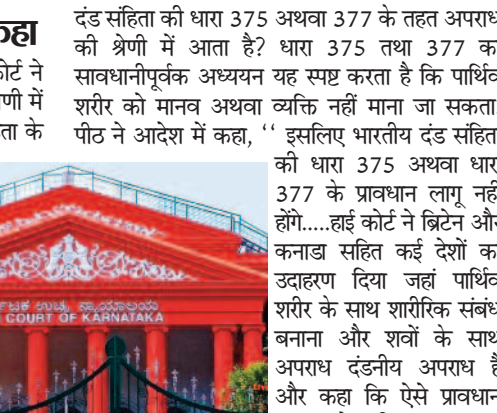 कहा
कोर्ट ने
णी में
ता के
दंड संहिता की धारा 375 अथवा 377 के तहत अपराध
की श्रेणी में आता है? धारा 375 तथा 377 का
सावधानीपूर्वक अध्ययन यह स्पष्ट करता है कि पार्थिव
शरीर को मानव अथवा व्यक्ति नहीं माना जा सकता
पीठ ने आदेश में कहा, ‘‘ इसलिए भारतीय दंड संहिता
की धारा 375 अथवा धारा
377 के प्रावधान लागू नहीं
होंगे.....हाई कोर्ट ने ब्रिटेन और
कनाडा सहित कई देशों का
उदाहरण दिया जहां पार्थिव
शरीर के साथ शारीरिक संबंध
बनाना और शवों के साथ
अपराध दंडनीय अपराध है
और कहा कि ऐसे प्रावधान
ಉಚ್ಚ ನ್ಯಾಯಾಲಯ
COURT OF KARNATAKA